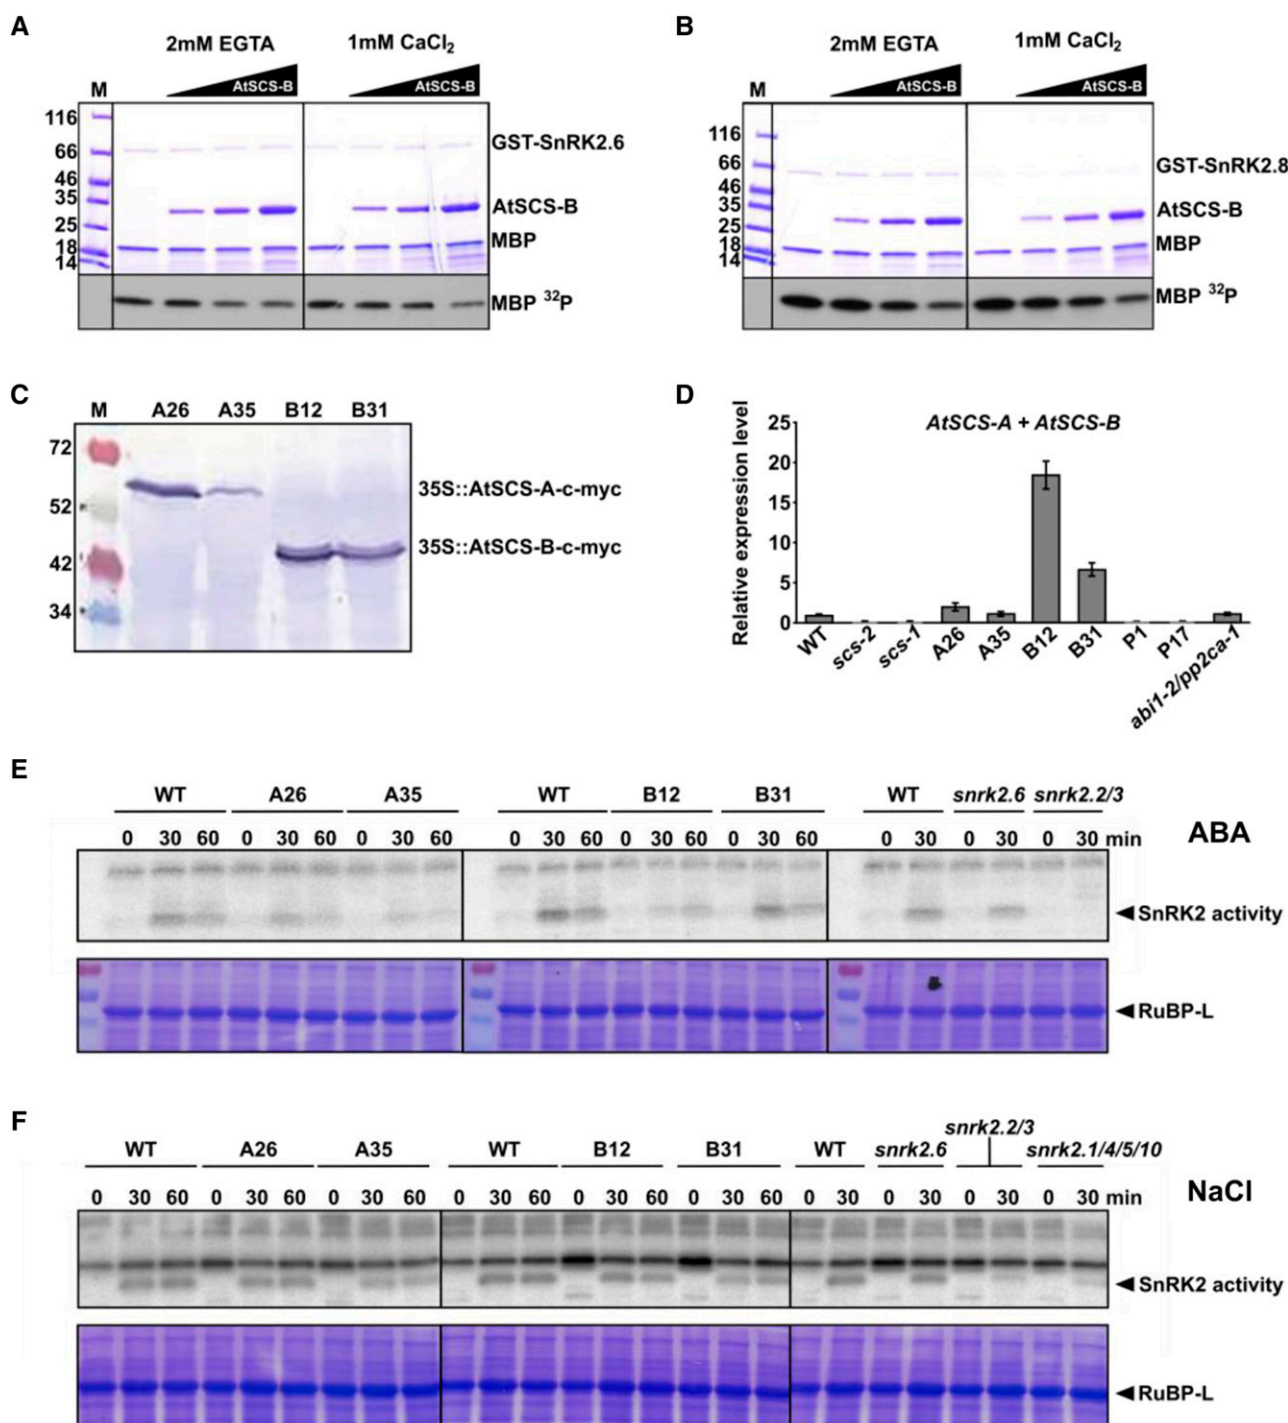 A
2mM EGTA 1mM CaCl2
M AtSCS-B AtSCS-B
116
66
46
35
25
18
14
GST-SnRK2.6
AtSCS-B
MBP
MBP 32P
B
2mM EGTA 1mM CaCl2
M AtSCS-B AtSCS-B
116
66
46
35
25
18
14
GST-SnRK2.8
AtSCS-B
MBP
MBP 32P
C
M A26 A35 B12 B31
72
52
42
34
35S::AtSCS-A-c-myc
35S::AtSCS-B-c-myc
D
AtSCS-A + AtSCS-B
Relative expression level
25
20
15
10
5
0
WT scs-2 scs-1 A26 A35 B12 B31 P1 P17 abi1-2/pp2ca-1
E
WT A26 A35 WT B12 B31 WT snrk2.6 snrk2.2/3
0 30 60 0 30 60 0 30 60 0 30 60 0 30 60 0 30 60 0 30 0 30 0 30 min
ABA
SnRK2 activity
RuBP-L
F
snrk2.2/3
WT A26 A35 WT B12 B31 WT snrk2.6 snrk2.1/4/5/10
0 30 60 0 30 60 0 30 60 0 30 60 0 30 60 0 30 60 0 30 0 30 0 30 0 30 min
NaCl
SnRK2 activity
RuBP-L